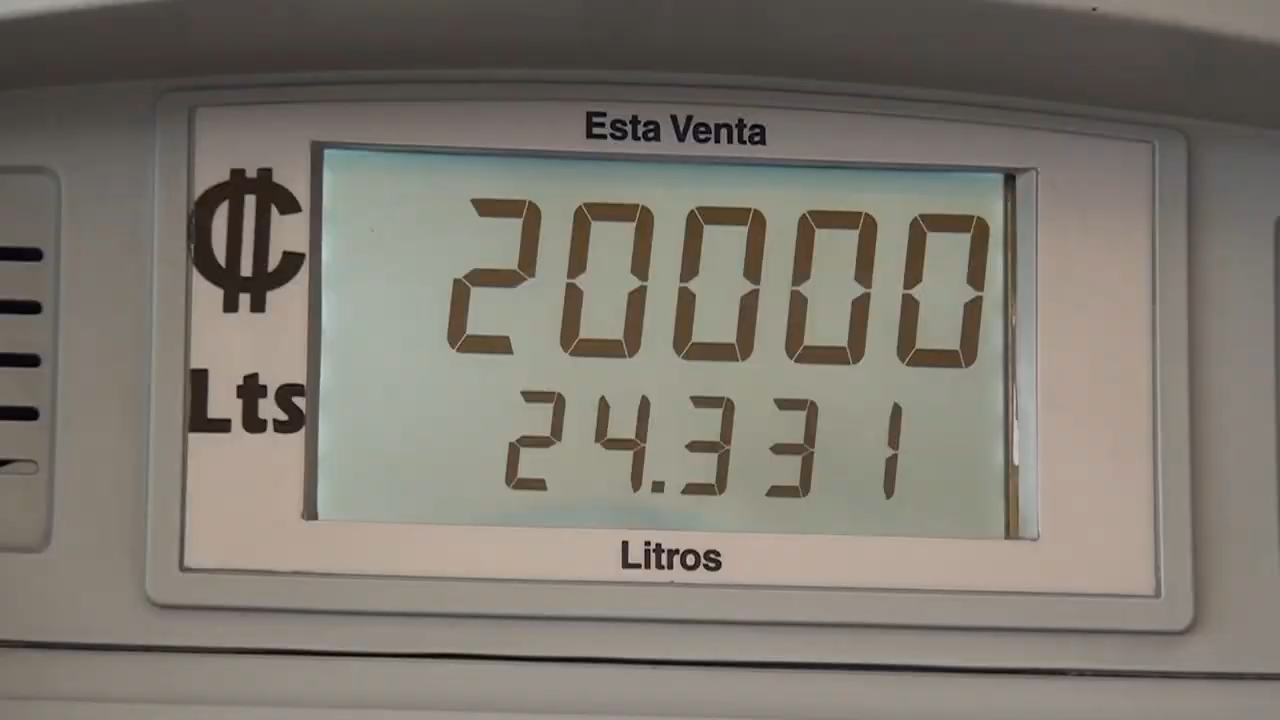 Esta Venta
₡ 20000
Lts 24.331
Litros